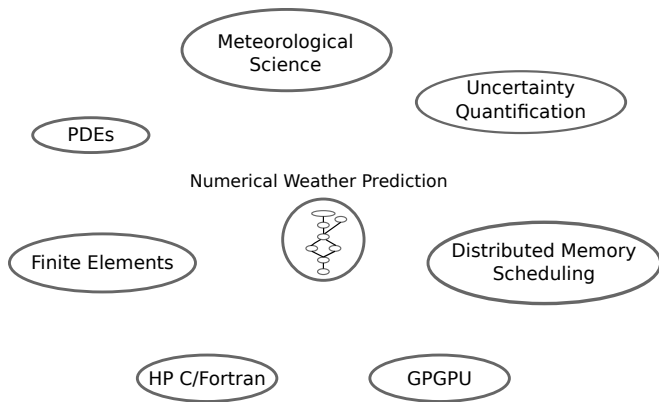 Meteorological
Science
Uncertainty
Quantification
PDEs
Numerical Weather Prediction
Finite Elements
Distributed Memory
Scheduling
HP C/Fortran
GPGPU